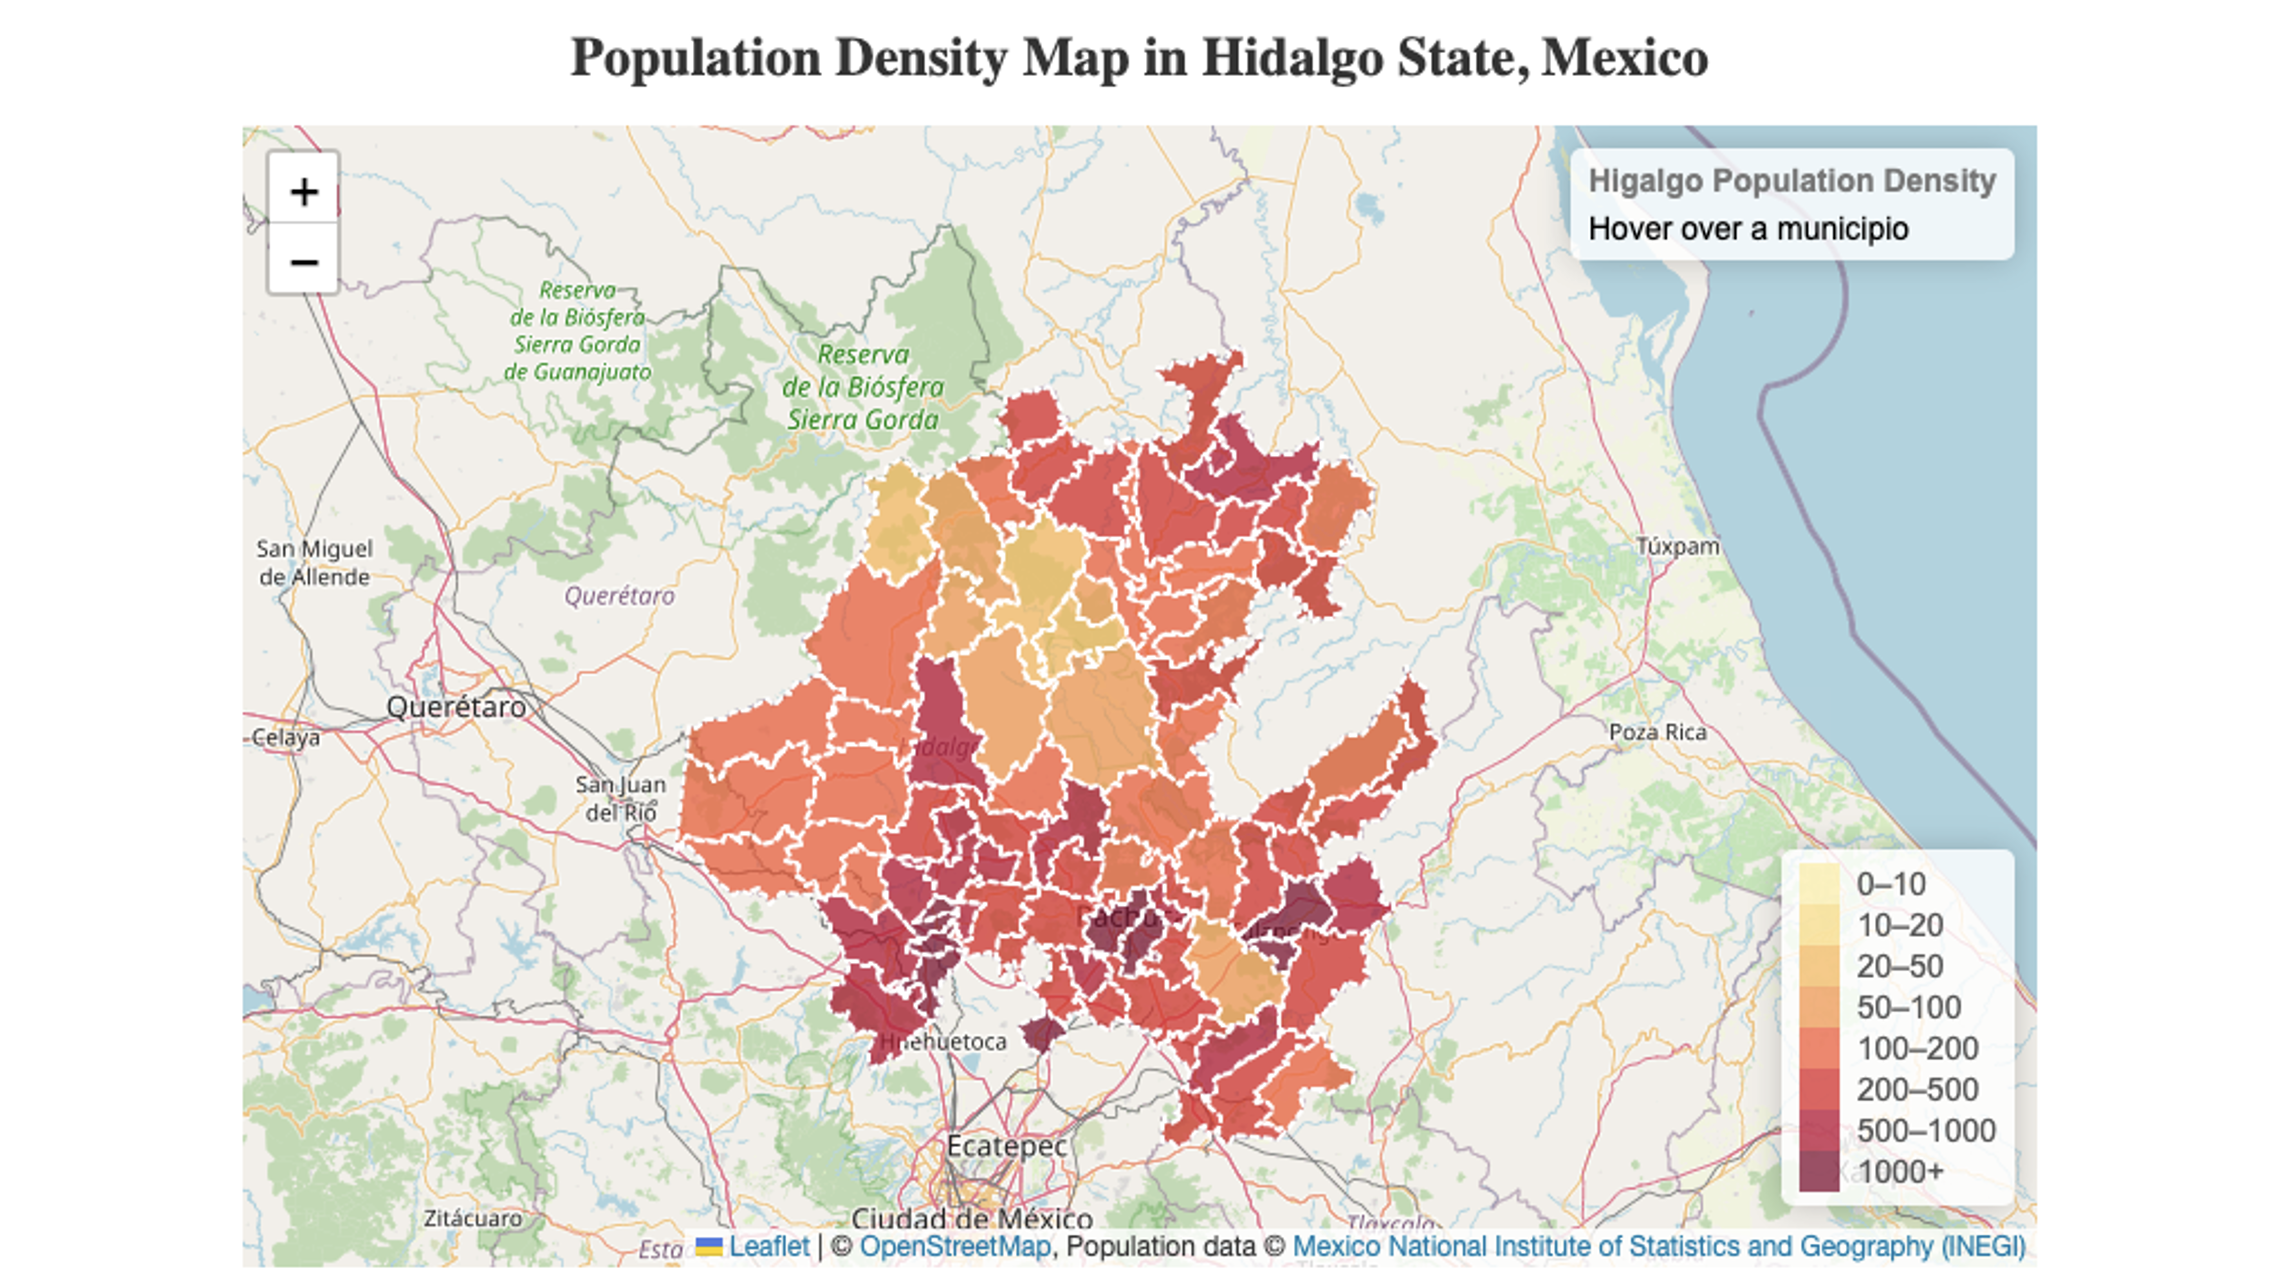 Population Density Map in Hidalgo State, Mexico
+
−
Higalgo Population Density
Hover over a municipio
Reserva
de la Biósfera
Sierra Gorda
de Guanajuato
Reserva
de la Biósfera
Sierra Gorda
San Miguel
de Allende
Querétaro
Túxpam
Querétaro
Celaya
Hidalgo
Poza Rica
San Juan
del Río
Pachuca
Tulancingo
Huehuetoca
Ecatepec
Zitácuaro
Ciudad de México
Tlaxcala
0–10
10–20
20–50
50–100
100–200
200–500
500–1000
1000+
Esta
Leaflet | © OpenStreetMap, Population data © Mexico National Institute of Statistics and Geography (INEGI)